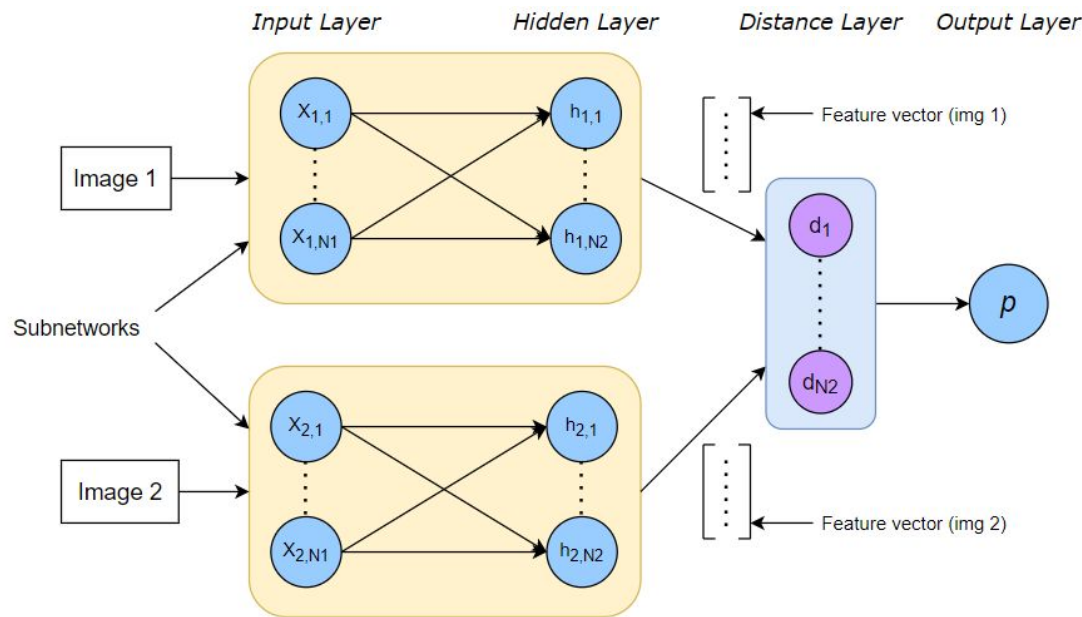 Input Layer
Hidden Layer
Distance Layer
Output Layer
X1,1
h1,1
Feature vector (img 1)
Image 1
X1,N1
h1,N2
d1
Subnetworks
p
dN2
X2,1
h2,1
Image 2
X2,N1
h2,N2
Feature vector (img 2)